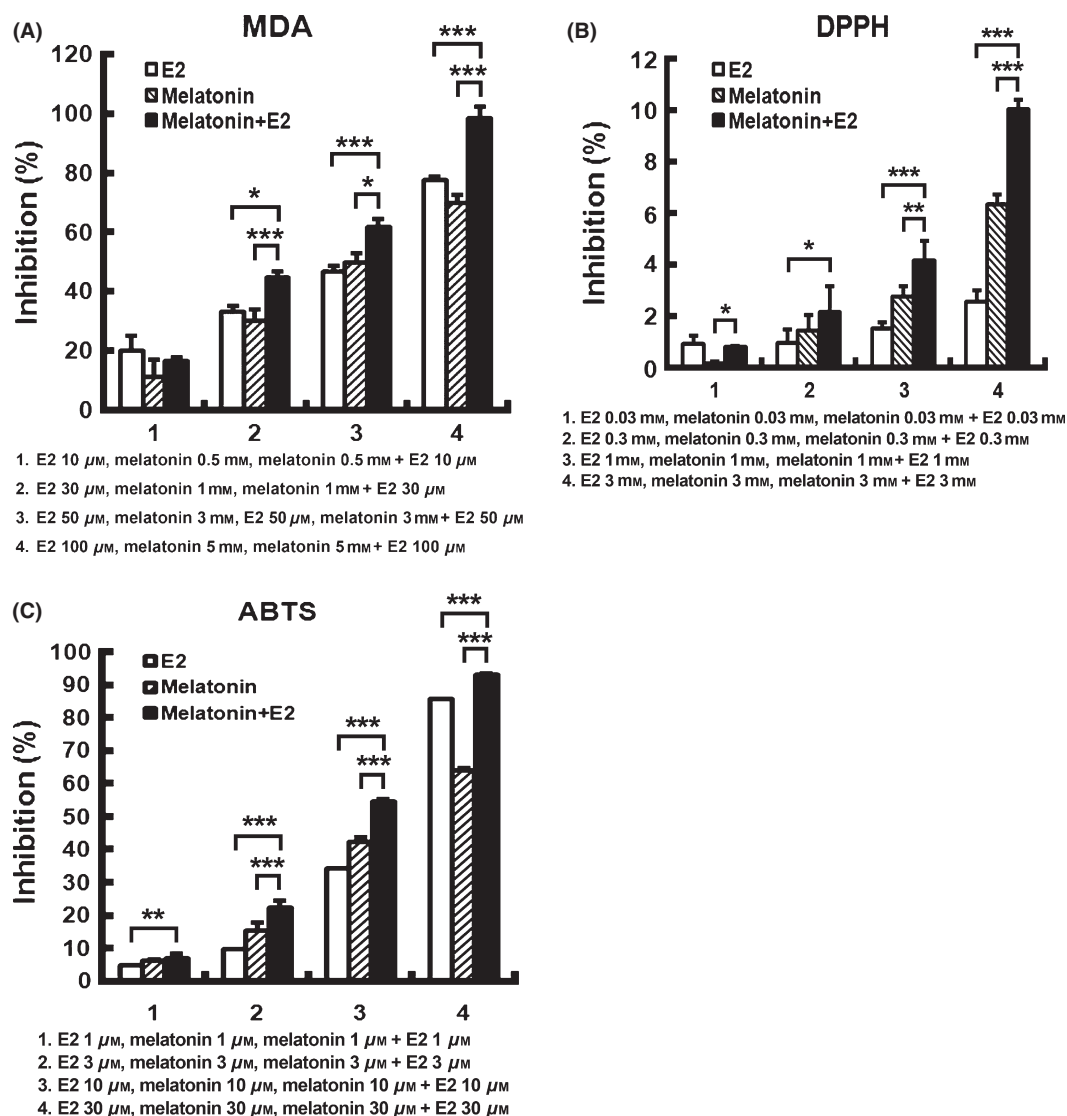 (A)
MDA
Inhibition (%)
120
100
80
60
40
20
0
E2
Melatonin
Melatonin+E2
***
***
***
*
*
***
1
2
3
4
1. E2 10 µM, melatonin 0.5 mM, melatonin 0.5 mM + E2 10 µM
2. E2 30 µM, melatonin 1 mM, melatonin 1 mM + E2 30 µM
3. E2 50 µM, melatonin 3 mM, E2 50 µM, melatonin 3 mM + E2 50 µM
4. E2 100 µM, melatonin 5 mM, melatonin 5 mM + E2 100 µM
(B)
DPPH
Inhibition (%)
12
10
8
6
4
2
0
E2
Melatonin
Melatonin+E2
***
***
***
**
*
*
1
2
3
4
1. E2 0.03 mM, melatonin 0.03 mM, melatonin 0.03 mM + E2 0.03 mM
2. E2 0.3 mM, melatonin 0.3 mM, melatonin 0.3 mM + E2 0.3 mM
3. E2 1 mM, melatonin 1 mM, melatonin 1 mM + E2 1 mM
4. E2 3 mM, melatonin 3 mM, melatonin 3 mM + E2 3 mM
(C)
ABTS
Inhibition (%)
100
90
80
70
60
50
40
30
20
10
0
E2
Melatonin
Melatonin+E2
***
***
***
***
***
***
**
1
2
3
4
1. E2 1 µM, melatonin 1 µM, melatonin 1 µM + E2 1 µM
2. E2 3 µM, melatonin 3 µM, melatonin 3 µM + E2 3 µM
3. E2 10 µM, melatonin 10 µM, melatonin 10 µM + E2 10 µM
4. E2 30 µM, melatonin 30 µM, melatonin 30 µM + E2 30 µM